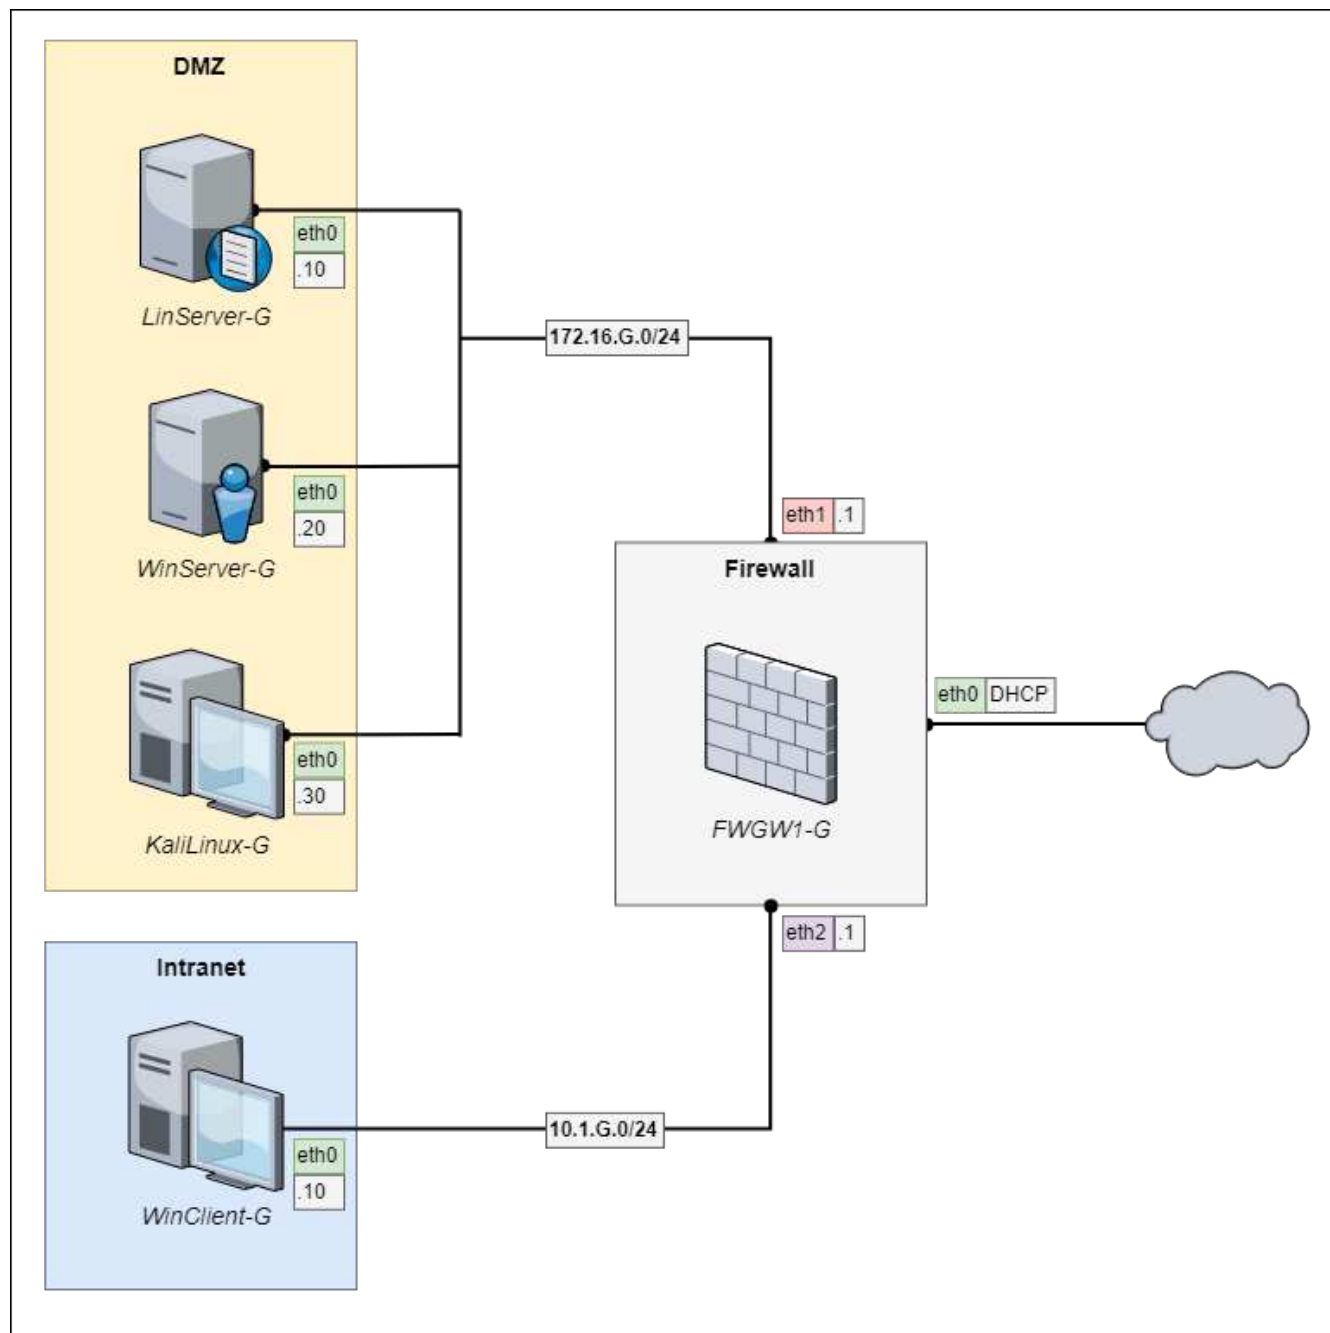 DMZ
eth0
.10
LinServer-G
172.16.G.0/24
eth0
.20
WinServer-G
eth1 .1
Firewall
eth0 DHCP
eth0
.30
KaliLinux-G
FWGW1-G
eth2 .1
Intranet
10.1.G.0/24
eth0
.10
WinClient-G